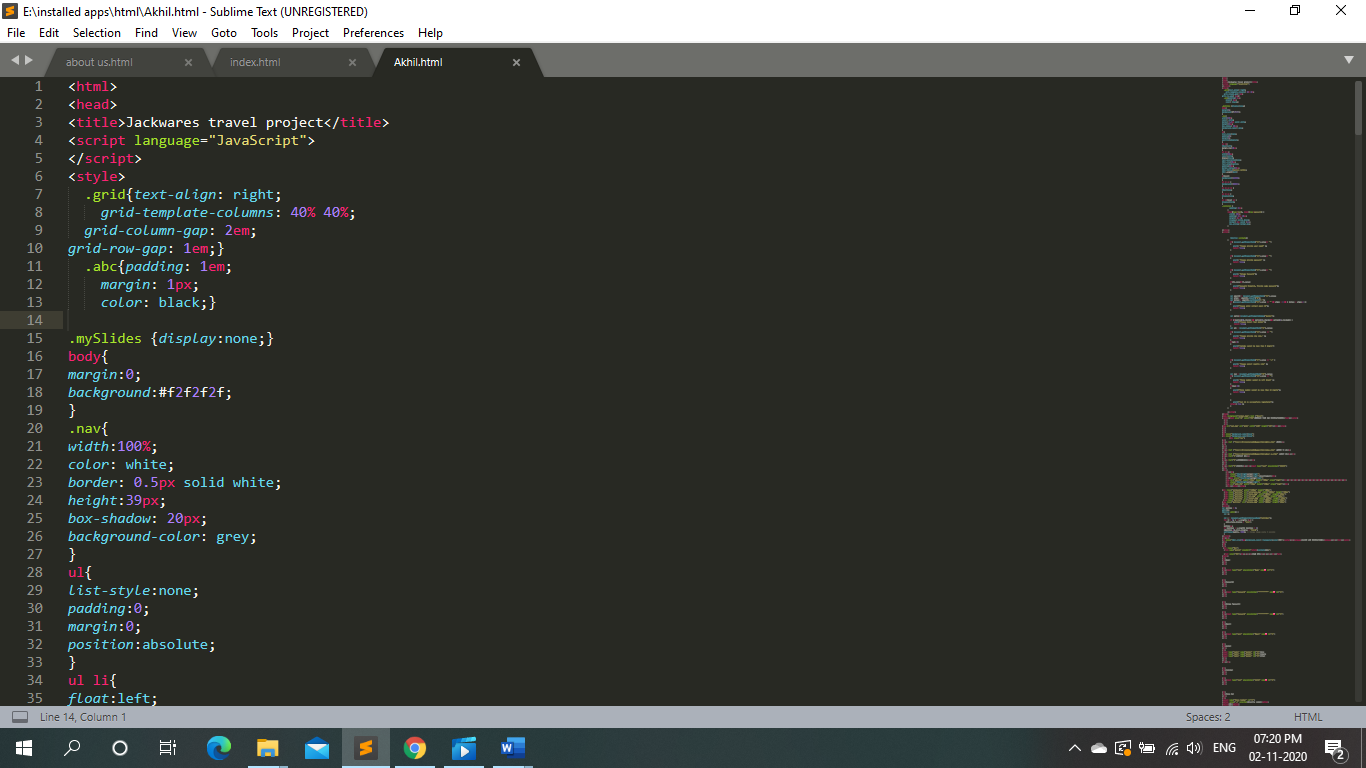 E:\installed apps\html\Akhil.html - Sublime Text (UNREGISTERED)
File Edit Selection Find View Goto Tools Project Preferences Help
about us.html index.html Akhil.html
1 <html>
2 <head>
3 <title>Jackwares travel project</title>
4 <script language="JavaScript">
5 </script>
6 <style>
7 .grid{text-align: right;
8 grid-template-columns: 40% 40%;
9 grid-column-gap: 2em;
10 grid-row-gap: 1em;}
11 .abc{padding: 1em;
12 margin: 1px;
13 color: black;}
14
15 .mySlides {display:none;}
16 body{
17 margin:0;
18 background:#f2f2f2f;
19 }
20 .nav{
21 width:100%;
22 color: white;
23 border: 0.5px solid white;
24 height:39px;
25 box-shadow: 20px;
26 background-color: grey;
27 }
28 ul{
29 list-style:none;
30 padding:0;
31 margin:0;
32 position:absolute;
33 }
34 ul li{
35 float:left;
Line 14, Column 1 Spaces: 2 HTML
ENG 07:20 PM
02-11-2020 2